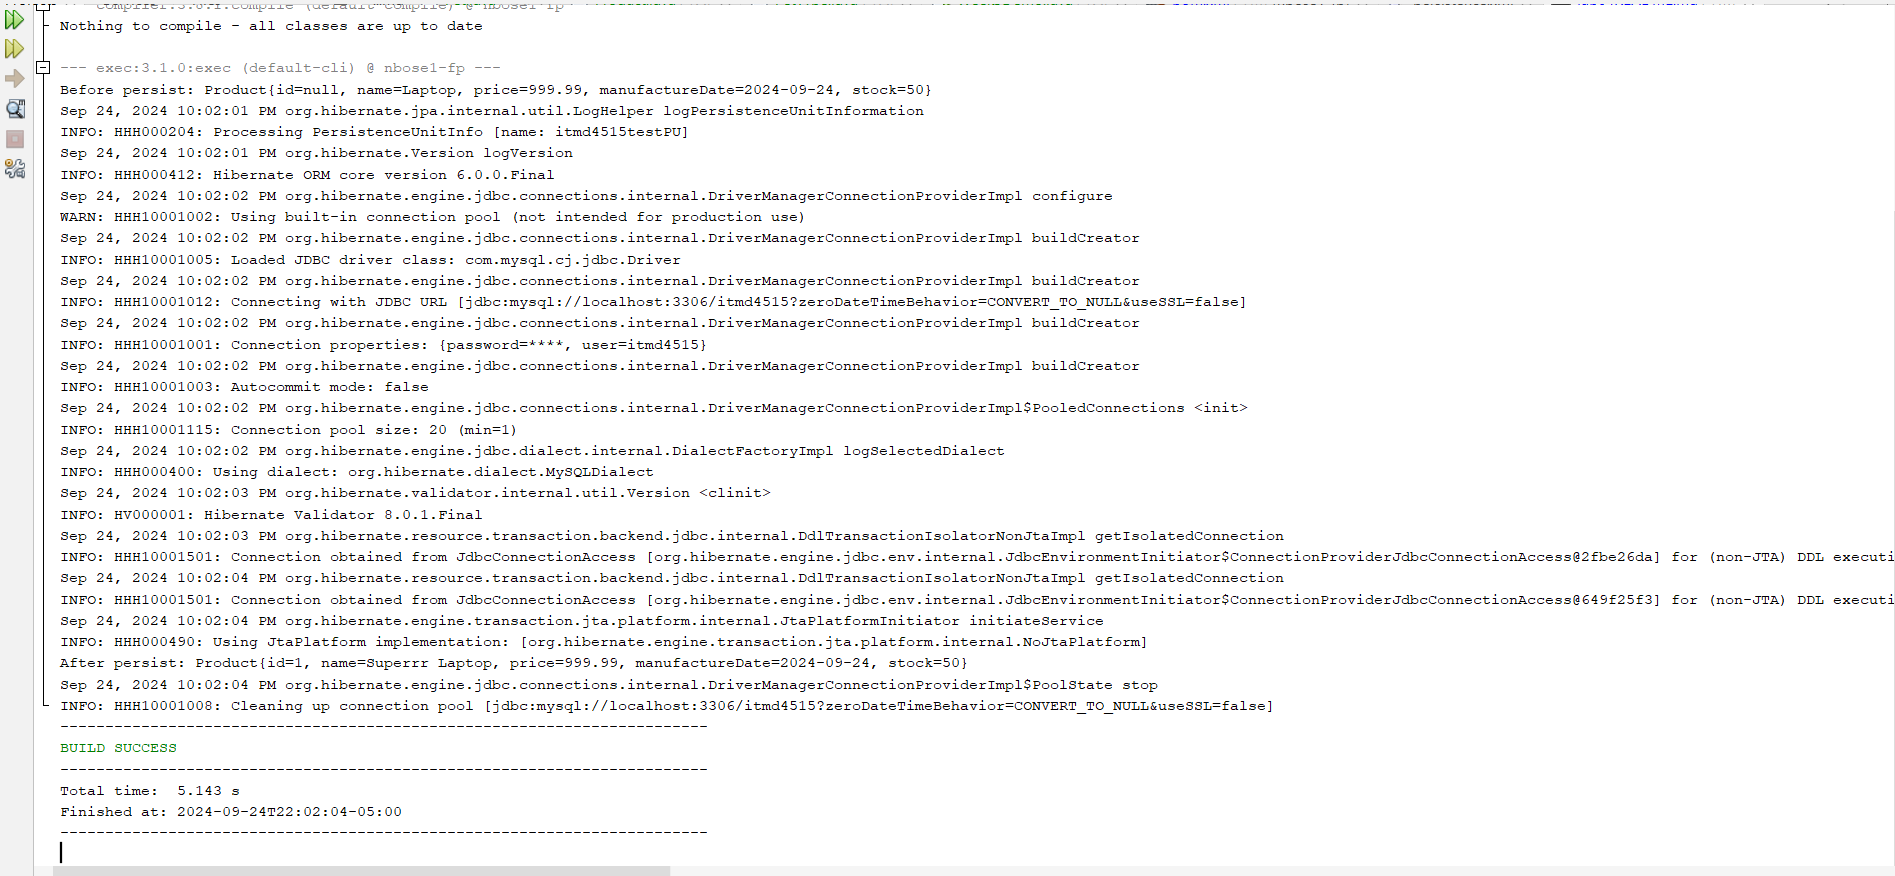 Nothing to compile - all classes are up to date
--- exec:3.1.0:exec (default-cli) @ nbose1-fp ---
Before persist: Product{id=null, name=Laptop, price=999.99, manufactureDate=2024-09-24, stock=50}
Sep 24, 2024 10:02:01 PM org.hibernate.jpa.internal.util.LogHelper logPersistenceUnitInformation
INFO: HHH000204: Processing PersistenceUnitInfo [name: itmd4515testPU]
Sep 24, 2024 10:02:01 PM org.hibernate.Version logVersion
INFO: HHH000412: Hibernate ORM core version 6.0.0.Final
Sep 24, 2024 10:02:02 PM org.hibernate.engine.jdbc.connections.internal.DriverManagerConnectionProviderImpl configure
WARN: HHH10001002: Using built-in connection pool (not intended for production use)
Sep 24, 2024 10:02:02 PM org.hibernate.engine.jdbc.connections.internal.DriverManagerConnectionProviderImpl buildCreator
INFO: HHH10001005: Loaded JDBC driver class: com.mysql.cj.jdbc.Driver
Sep 24, 2024 10:02:02 PM org.hibernate.engine.jdbc.connections.internal.DriverManagerConnectionProviderImpl buildCreator
INFO: HHH10001012: Connecting with JDBC URL [jdbc:mysql://localhost:3306/itmd4515?zeroDateTimeBehavior=CONVERT_TO_NULL&useSSL=false]
Sep 24, 2024 10:02:02 PM org.hibernate.engine.jdbc.connections.internal.DriverManagerConnectionProviderImpl buildCreator
INFO: HHH10001001: Connection properties: {password=****, user=itmd4515}
Sep 24, 2024 10:02:02 PM org.hibernate.engine.jdbc.connections.internal.DriverManagerConnectionProviderImpl buildCreator
INFO: HHH10001003: Autocommit mode: false
Sep 24, 2024 10:02:02 PM org.hibernate.engine.jdbc.connections.internal.DriverManagerConnectionProviderImpl$PooledConnections <init>
INFO: HHH10001115: Connection pool size: 20 (min=1)
Sep 24, 2024 10:02:02 PM org.hibernate.engine.jdbc.dialect.internal.DialectFactoryImpl logSelectedDialect
INFO: HHH000400: Using dialect: org.hibernate.dialect.MySQLDialect
Sep 24, 2024 10:02:03 PM org.hibernate.validator.internal.util.Version <clinit>
INFO: HV000001: Hibernate Validator 8.0.1.Final
Sep 24, 2024 10:02:03 PM org.hibernate.resource.transaction.backend.jdbc.internal.DdlTransactionIsolatorNonJtaImpl getIsolatedConnection
INFO: HHH10001501: Connection obtained from JdbcConnectionAccess [org.hibernate.engine.jdbc.env.internal.JdbcEnvironmentInitiator$ConnectionProviderJdbcConnectionAccess@2fbe26da] for (non-JTA) DDL executi
Sep 24, 2024 10:02:04 PM org.hibernate.resource.transaction.backend.jdbc.internal.DdlTransactionIsolatorNonJtaImpl getIsolatedConnection
INFO: HHH10001501: Connection obtained from JdbcConnectionAccess [org.hibernate.engine.jdbc.env.internal.JdbcEnvironmentInitiator$ConnectionProviderJdbcConnectionAccess@649f25f3] for (non-JTA) DDL executi
Sep 24, 2024 10:02:04 PM org.hibernate.engine.transaction.jta.platform.internal.JtaPlatformInitiator initiateService
INFO: HHH000490: Using JtaPlatform implementation: [org.hibernate.engine.transaction.jta.platform.internal.NoJtaPlatform]
After persist: Product{id=1, name=Superrr Laptop, price=999.99, manufactureDate=2024-09-24, stock=50}
Sep 24, 2024 10:02:04 PM org.hibernate.engine.jdbc.connections.internal.DriverManagerConnectionProviderImpl$PoolState stop
INFO: HHH10001008: Cleaning up connection pool [jdbc:mysql://localhost:3306/itmd4515?zeroDateTimeBehavior=CONVERT_TO_NULL&useSSL=false]
------------------------------------------------------------------------
BUILD SUCCESS
------------------------------------------------------------------------
Total time:  5.143 s
Finished at: 2024-09-24T22:02:04-05:00
------------------------------------------------------------------------